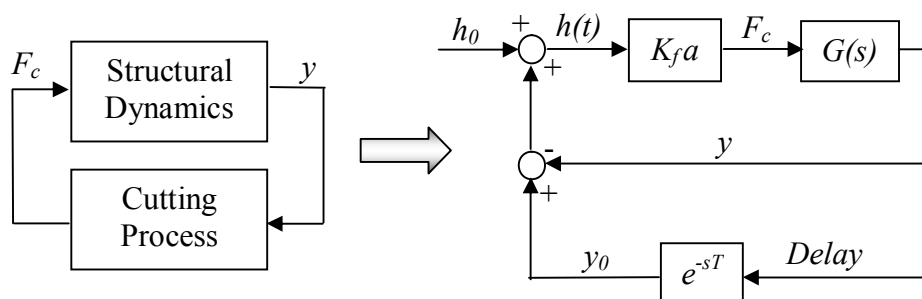 F_c
Structural
Dynamics
y
Cutting
Process
h_0
+
+
h(t)
K_f a
F_c
G(s)
-
+
y
y_0
e^{-sT}
Delay